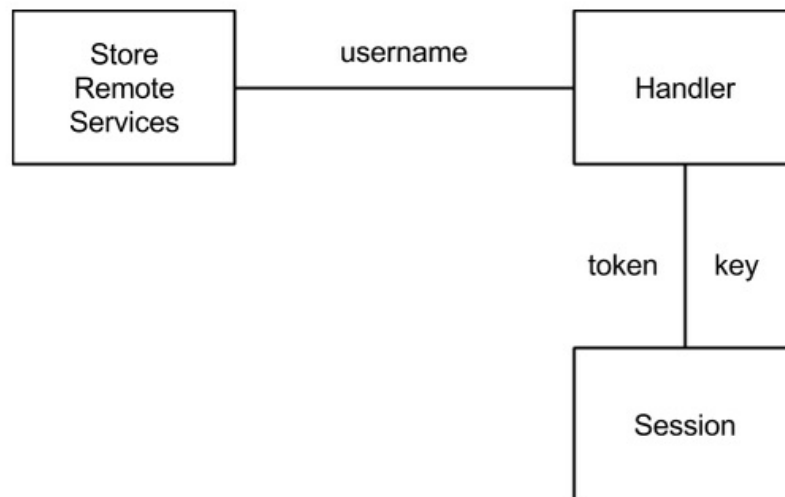 Store
Remote
Services
username
Handler
token
key
Session